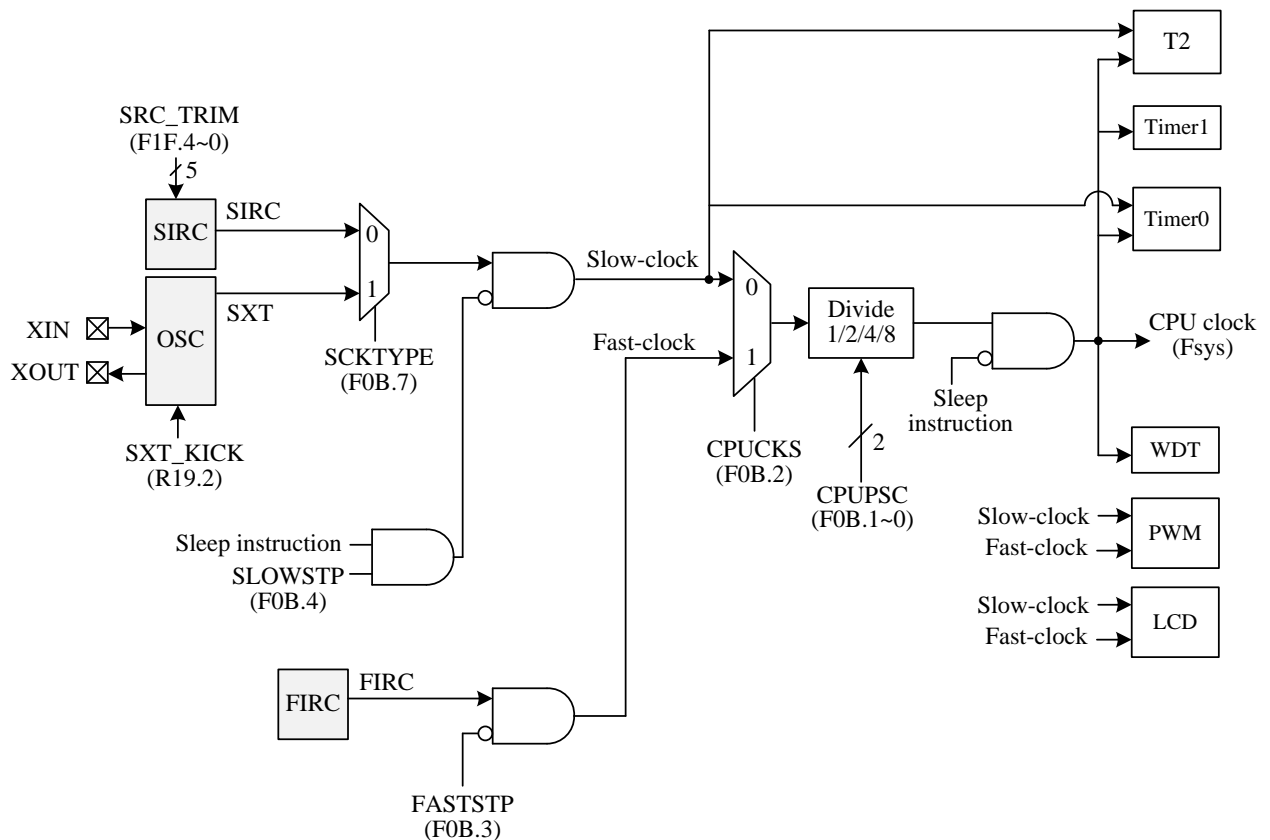 T2
SRC_TRIM
(F1F.4~0)
5
Timer1
SIRC
SIRC
0
Timer0
1
SXT
OSC
XIN
XOUT
SCKTYPE
(F0B.7)
SXT_KICK
(R19.2)
Slow-clock
0
Fast-clock
1
Divide
1/2/4/8
CPU clock
(Fsys)
Sleep
instruction
CPUCKS
(F0B.2)
2
CPUPSC
(F0B.1~0)
WDT
Sleep instruction
SLOWSTP
(F0B.4)
Slow-clock
Fast-clock
PWM
Slow-clock
Fast-clock
LCD
FIRC
FIRC
FASTSTP
(F0B.3)